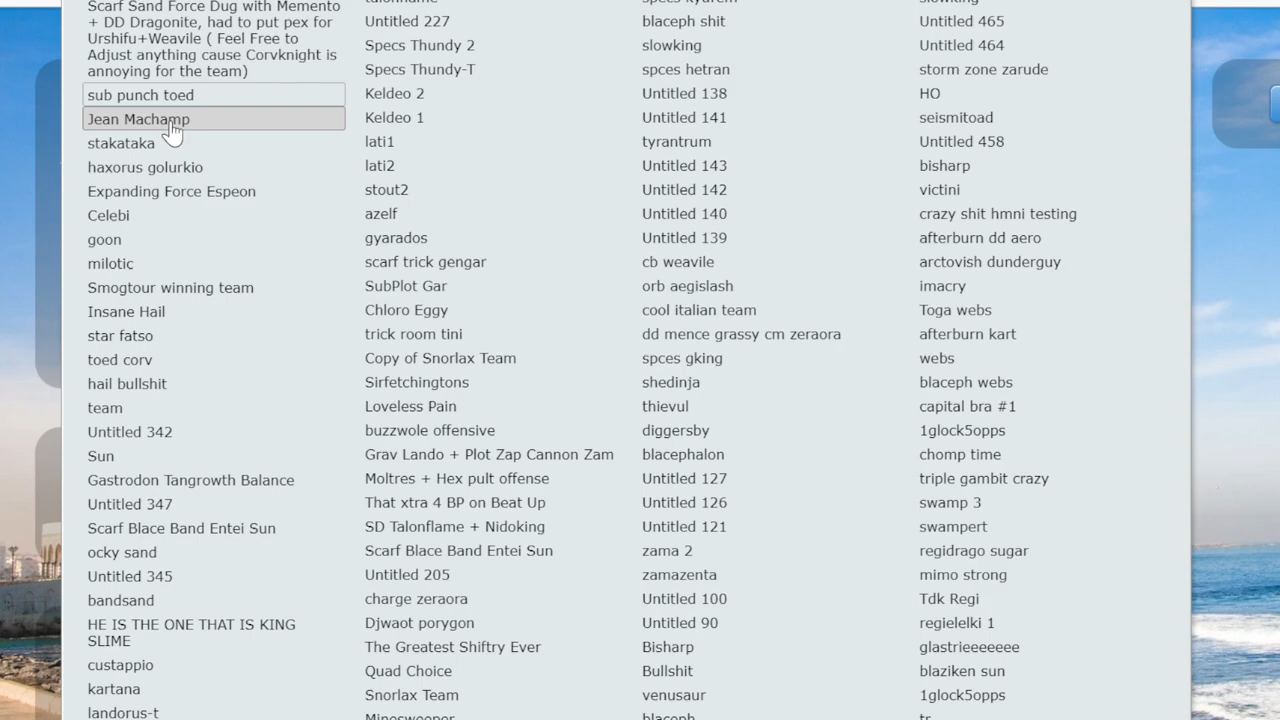 Scarf Sand Force Dug with Memento
+ DD Dragonite, had to put pex for
Urshifu+Weavile ( Feel Free to
Adjust anything cause Corvknight is
annoying for the team)
sub punch toed
Jean Machamp
stakataka
haxorus golurkio
Expanding Force Espeon
Celebi
goon
milotic
Smogtour winning team
Insane Hail
star fatso
toed corv
hail bullshit
team
Untitled 342
Sun
Gastrodon Tangrowth Balance
Untitled 347
Scarf Blace Band Entei Sun
ocky sand
Untitled 345
bandsand
HE IS THE ONE THAT IS KING
SLIME
custappio
kartana
landorus-t
talonflame
Untitled 227
Specs Thundy 2
Specs Thundy-T
Keldeo 2
Keldeo 1
lati1
lati2
stout2
azelf
gyarados
scarf trick gengar
SubPlot Gar
Chloro Eggy
trick room tini
Copy of Snorlax Team
Sirfetchingtons
Loveless Pain
buzzwole offensive
Grav Lando + Plot Zap Cannon Zam
Moltres + Hex pult offense
That xtra 4 BP on Beat Up
SD Talonflame + Nidoking
Scarf Blace Band Entei Sun
Untitled 205
charge zeraora
Djwaot porygon
The Greatest Shiftry Ever
Quad Choice
Snorlax Team
Minesweeper
specs kyurem
blaceph shit
slowking
spces hetran
Untitled 138
Untitled 141
tyrantrum
Untitled 143
Untitled 142
Untitled 140
Untitled 139
cb weavile
orb aegislash
cool italian team
dd mence grassy cm zeraora
spces gking
shedinja
thievul
diggersby
blacephalon
Untitled 127
Untitled 126
Untitled 121
zama 2
zamazenta
Untitled 100
Untitled 90
Bisharp
Bullshit
venusaur
blaceph
slowking
Untitled 465
Untitled 464
storm zone zarude
HO
seismitoad
Untitled 458
bisharp
victini
crazy shit hmni testing
afterburn dd aero
arctovish dunderguy
imacry
Toga webs
afterburn kart
webs
blaceph webs
capital bra #1
1glock5opps
chomp time
triple gambit crazy
swamp 3
swampert
regidrago sugar
mimo strong
Tdk Regi
regielelki 1
glastrieeeeeee
blaziken sun
1glock5opps
tr